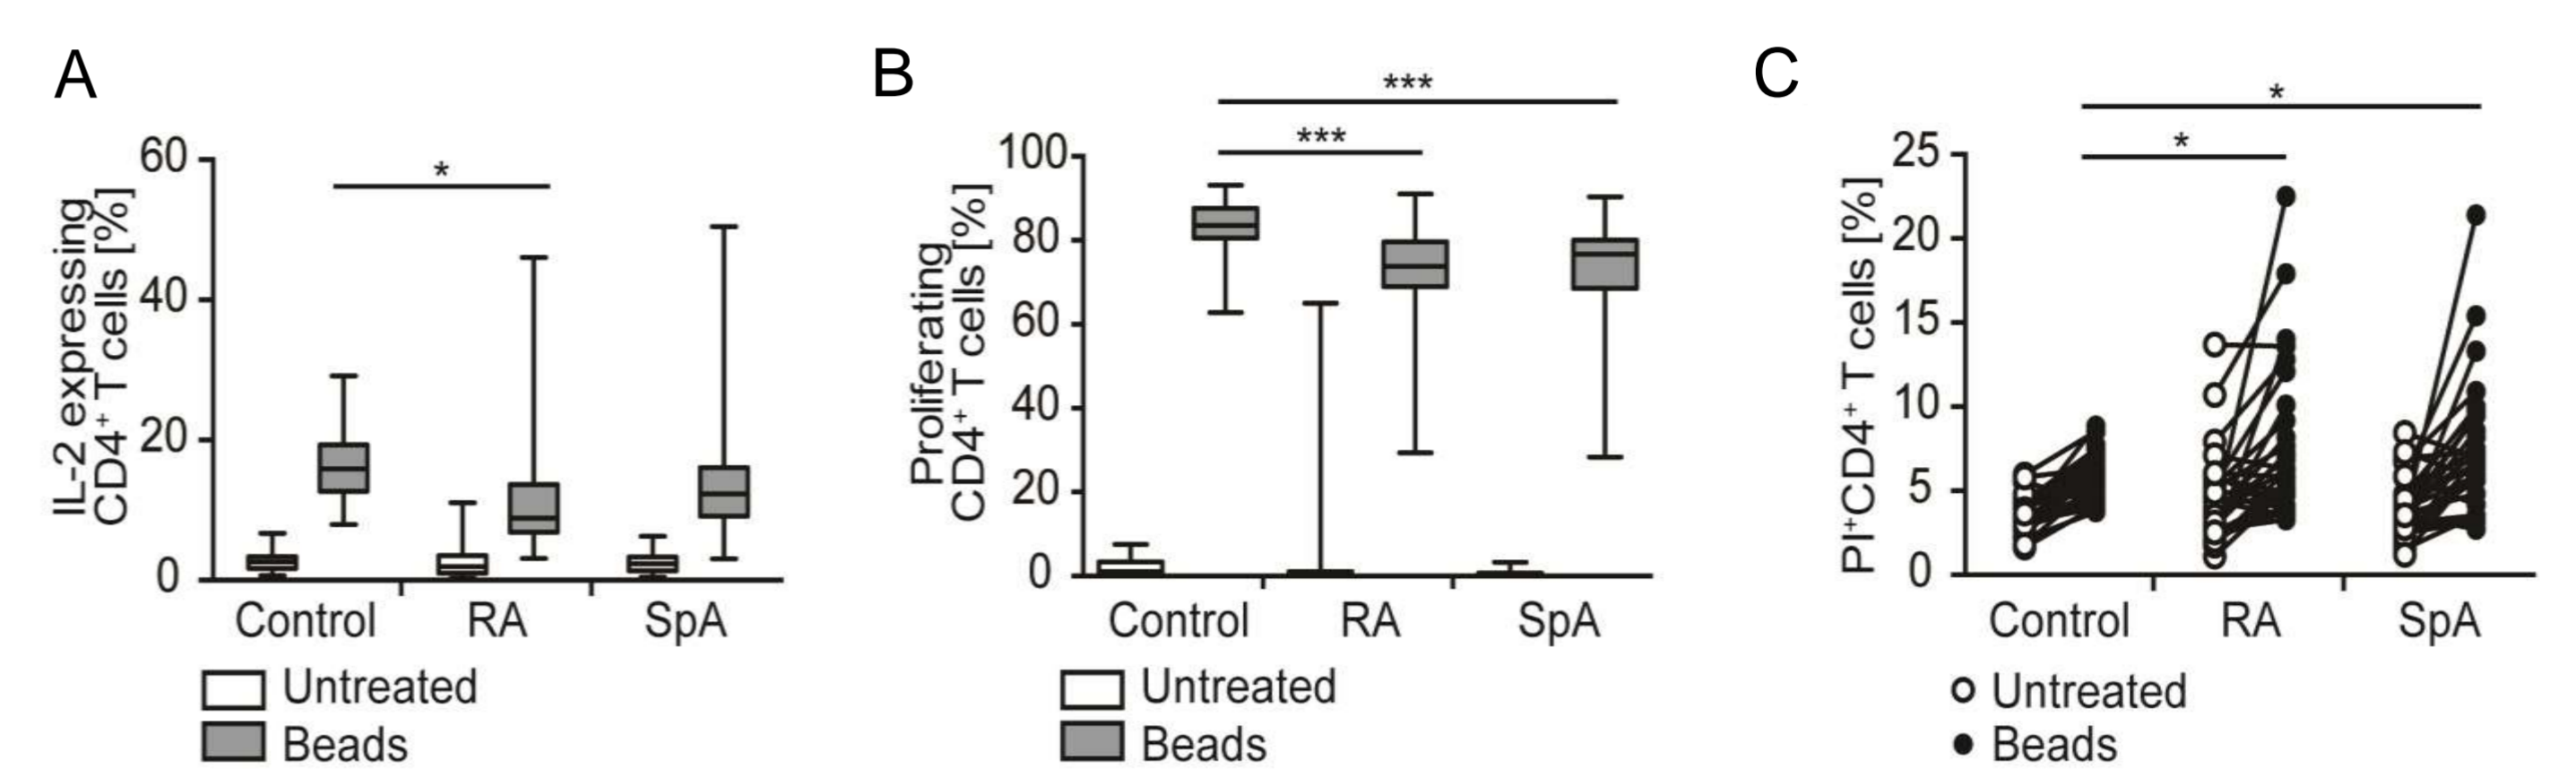 A
IL-2 expressing
CD4⁺ T cells [%]
60
40
20
0
*
Control
RA
SpA
Untreated
Beads
B
Proliferating
CD4⁺ T cells [%]
100
80
60
40
20
0
***
***
Control
RA
SpA
Untreated
Beads
C
PI⁺CD4⁺ T cells [%]
25
20
15
10
5
0
*
*
Control
RA
SpA
Untreated
Beads